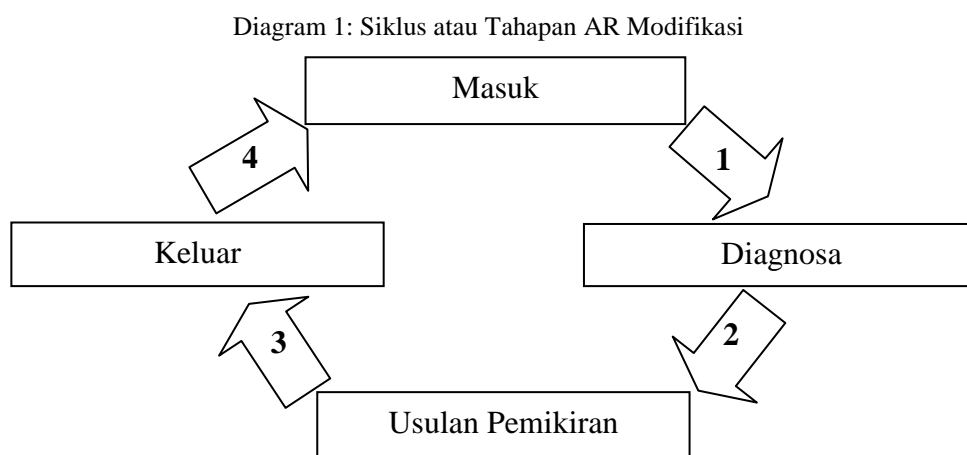 Diagram 1: Siklus atau Tahapan AR Modifikasi
Masuk
4
1
Keluar
Diagnosa
3
2
Usulan Pemikiran